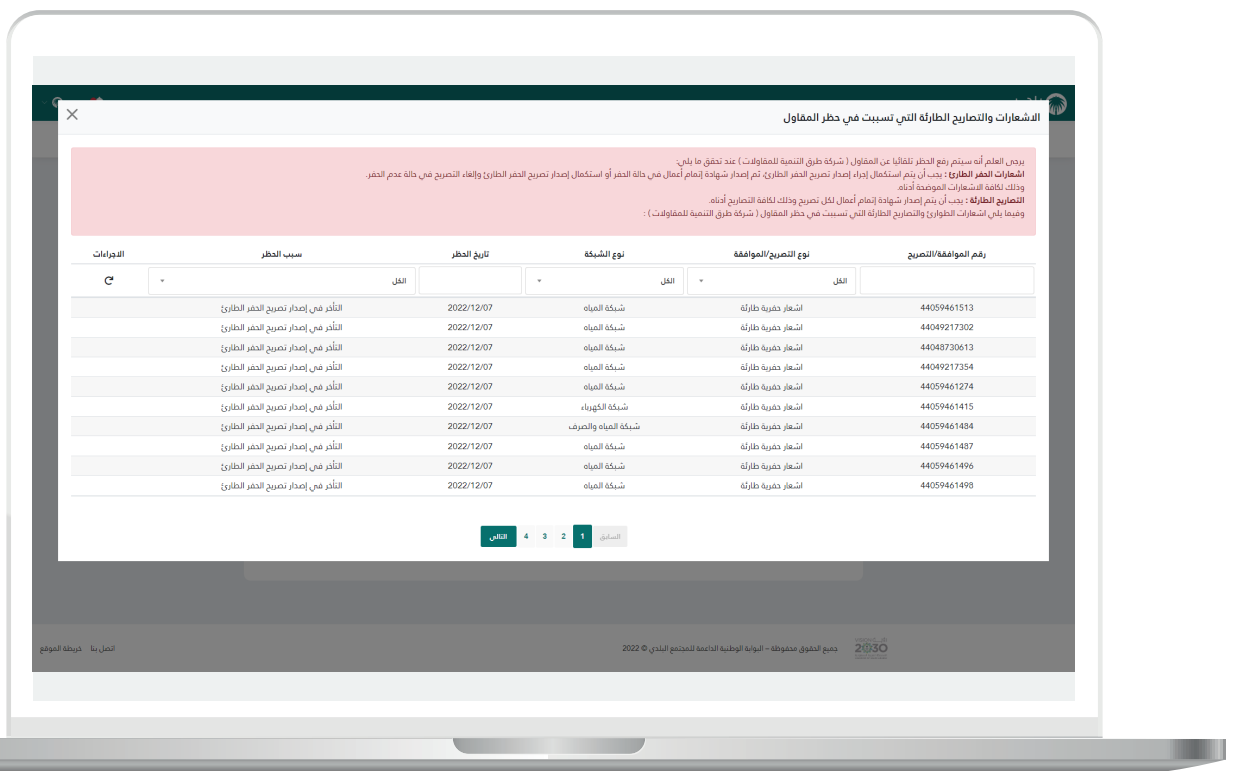 الاشعارات والتصاريح الطارئة التي تسببت في حظر المقاول
يرجى العلم أنه سيتم رفع الحظر تلقائيا عن المقاول ( شركة طرق التنمية للمقاولات ) عند تحقق ما يلي:
اشعارات الحفر الطارئ : يجب أن يتم استكمال إجراء إصدار تصريح الحفر الطارئ، ثم إصدار شهادة إتمام أعمال في حالة الحفر أو استكمال إصدار تصريح الحفر الطارئ وإلغاء التصريح في حالة عدم الحفر.
وذلك لكافة الاشعارات الموضحة أدناه.
التصاريح الطارئة : يجب أن يتم إصدار شهادة إتمام أعمال لكل تصريح وذلك لكافة التصاريح أدناه.
وفيما يلي اشعارات الطوارئ والتصاريح الطارئة التي تسببت في حظر المقاول ( شركة طرق التنمية للمقاولات ) :
رقم الموافقة/التصريح نوع التصريح/الموافقة نوع الشبكة تاريخ الحظر سبب الحظر الاجراءات
الكل الكل الكل
44059461513 اشعار حفرية طارئة شبكة المياه 2022/12/07 التأخر في إصدار تصريح الحفر الطارئ
44049217302 اشعار حفرية طارئة شبكة المياه 2022/12/07 التأخر في إصدار تصريح الحفر الطارئ
44048730613 اشعار حفرية طارئة شبكة المياه 2022/12/07 التأخر في إصدار تصريح الحفر الطارئ
44049217354 اشعار حفرية طارئة شبكة المياه 2022/12/07 التأخر في إصدار تصريح الحفر الطارئ
44059461274 اشعار حفرية طارئة شبكة المياه 2022/12/07 التأخر في إصدار تصريح الحفر الطارئ
44059461415 اشعار حفرية طارئة شبكة الكهرباء 2022/12/07 التأخر في إصدار تصريح الحفر الطارئ
44059461484 اشعار حفرية طارئة شبكة المياه والصرف 2022/12/07 التأخر في إصدار تصريح الحفر الطارئ
44059461487 اشعار حفرية طارئة شبكة المياه 2022/12/07 التأخر في إصدار تصريح الحفر الطارئ
44059461496 اشعار حفرية طارئة شبكة المياه 2022/12/07 التأخر في إصدار تصريح الحفر الطارئ
44059461498 اشعار حفرية طارئة شبكة المياه 2022/12/07 التأخر في إصدار تصريح الحفر الطارئ
السابق 1 2 3 4 التالي
2030 جميع الحقوق محفوظة – البوابة الوطنية الداعمة للمجتمع البلدي © 2022
اتصل بنا خريطة الموقع